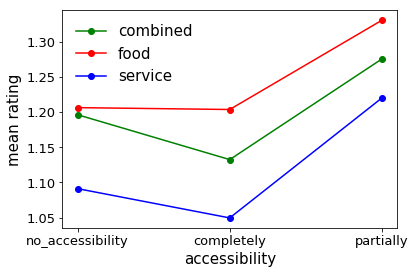 combined
food
service
mean rating
1.30
1.25
1.20
1.15
1.10
1.05
no_accessibility completely partially
accessibility